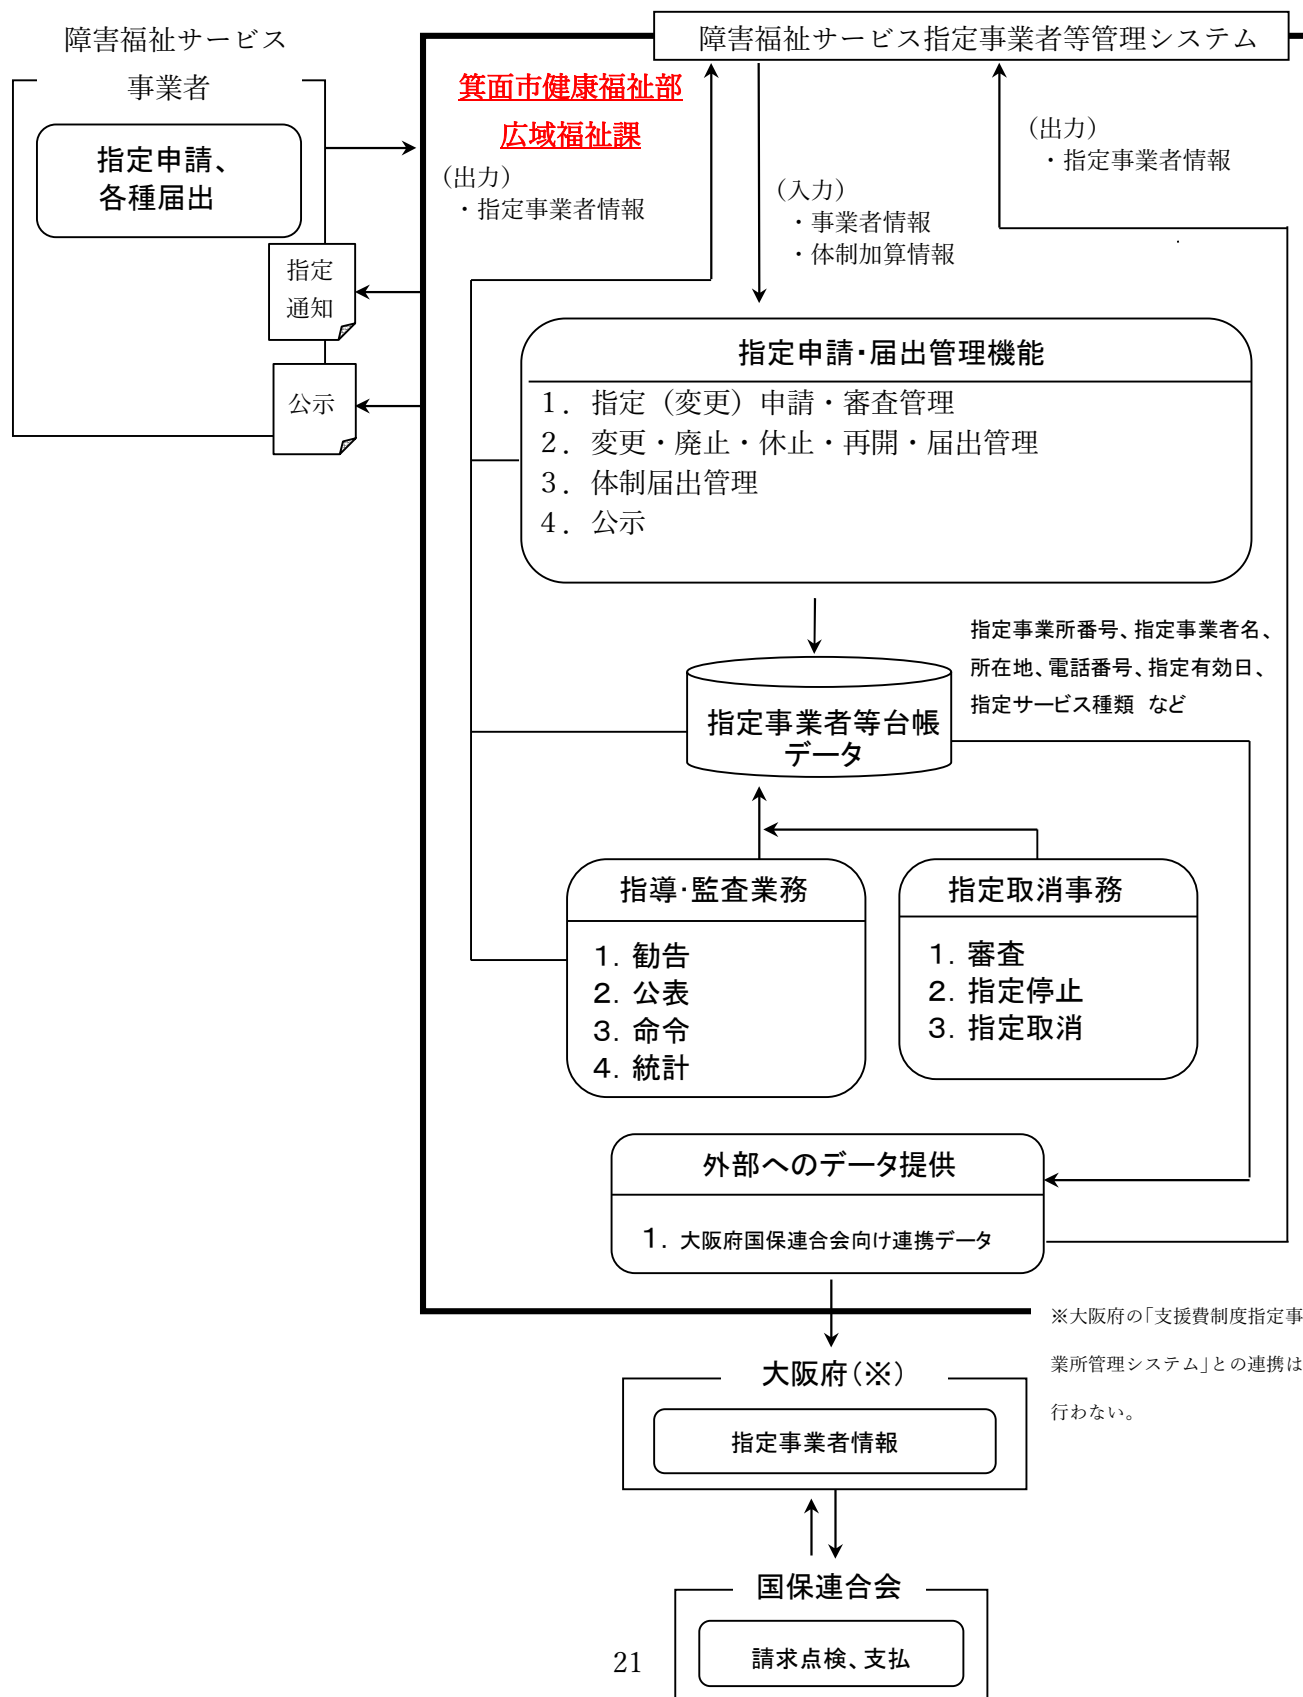 障害福祉サービス
事業者
指定申請、
各種届出
指定
通知
公示
障害福祉サービス指定事業者等管理システム
箕面市健康福祉部
広域福祉課
（出力）
・指定事業者情報
（入力）
・事業者情報
・体制加算情報
（出力）
・指定事業者情報
指定申請・届出管理機能
１．指定（変更）申請・審査管理
２．変更・廃止・休止・再開・届出管理
３．体制届出管理
４．公示
指定事業所番号、指定事業者名、
所在地、電話番号、指定有効日、
指定サービス種類 など
指定事業者等台帳
データ
指導・監査業務
１．勧告
２．公表
３．命令
４．統計
指定取消事務
１．審査
２．指定停止
３．指定取消
外部へのデータ提供
１．大阪府国保連合会向け連携データ
※大阪府の「支援費制度指定事
業所管理システム」との連携は
行わない。
大阪府（※）
指定事業者情報
国保連合会
請求点検、支払
21